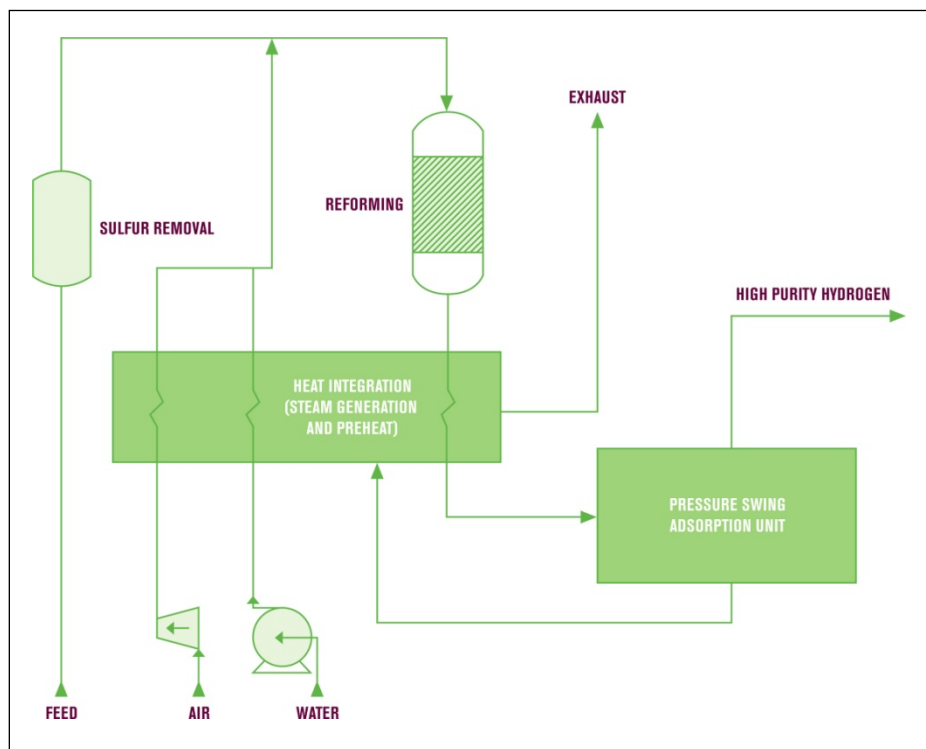 EXHAUST
REFORMING
SULFUR REMOVAL
HIGH PURITY HYDROGEN
HEAT INTEGRATION
(STEAM GENERATION
AND PREHEAT)
PRESSURE SWING
ADSORPTION UNIT
FEED
AIR
WATER